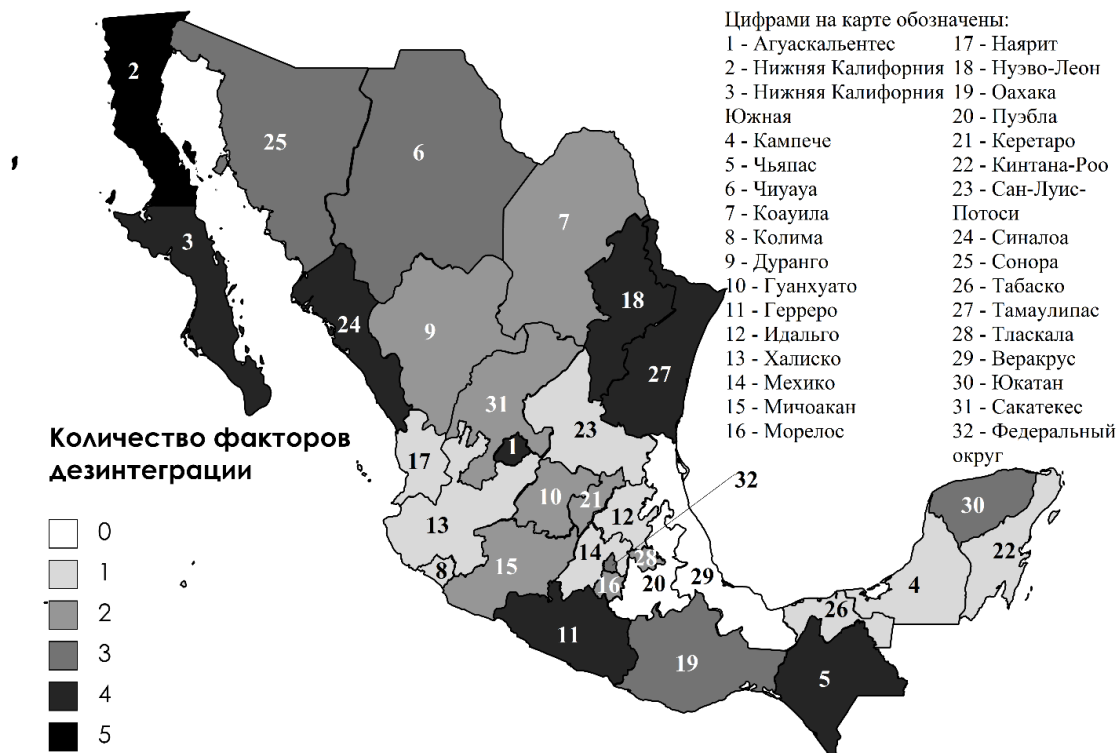 Цифрами на карте обозначены:
1 - Агуаскальентес
2 - Нижняя Калифорния
3 - Нижняя Калифорния
Южная
4 - Кампече
5 - Чьяпас
6 - Чиуауа
7 - Коауила
8 - Колима
9 - Дуранго
10 - Гуанхуато
11 - Герреро
12 - Идальго
13 - Халиско
14 - Мехико
15 - Мичоакан
16 - Морелос
17 - Наярит
18 - Нуэво-Леон
19 - Оахака
20 - Пуэбла
21 - Керетаро
22 - Кинтана-Роо
23 - Сан-Луис-
Потоси
24 - Синалоа
25 - Сонора
26 - Табаско
27 - Тамаулипас
28 - Тласкала
29 - Веракрус
30 - Юкатан
31 - Сакатекес
32 - Федеральный
округ
2
25
6
3
7
18
24
9
27
31
1
23
17
32
10
21
30
13
12
22
14
8
15
28
16
20
29
4
26
11
19
5
Количество факторов
дезинтеграции
0
1
2
3
4
5